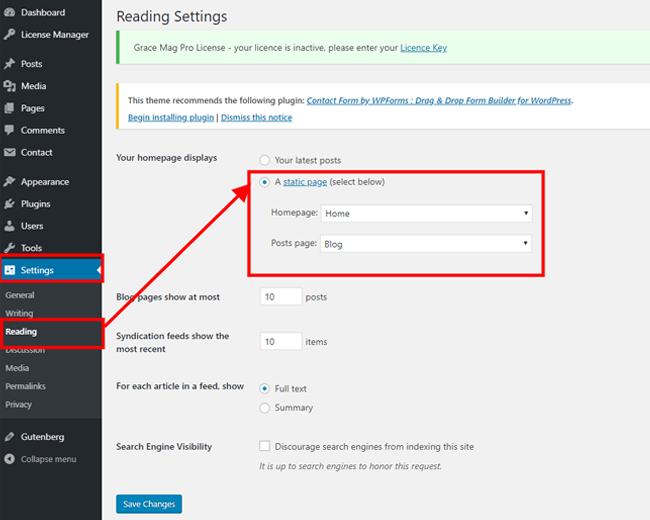 Dashboard
License Manager
Posts
Media
Pages
Comments
Contact
Appearance
Plugins
Users
Tools
Settings
General
Writing
Reading
Discussion
Media
Permalinks
Privacy
Gutenberg
Collapse menu
Reading Settings
Grace Mag Pro License - your licence is inactive, please enter your Licence Key
This theme recommends the following plugin: Contact Form by WPForms : Drag & Drop Form Builder for WordPress.
Begin installing plugin | Dismiss this notice
Your homepage displays
Your latest posts
A static page (select below)
Homepage: Home
Posts page: Blog
Blog pages show at most 10 posts
Syndication feeds show the
most recent
10 items
For each article in a feed, show
Full text
Summary
Search Engine Visibility
Discourage search engines from indexing this site
It is up to search engines to honor this request.
Save Changes